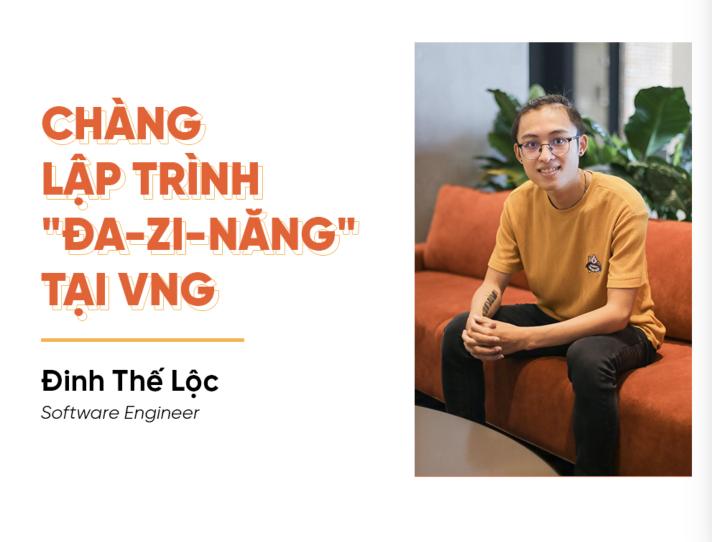 CHÀNG
LẬP TRÌNH
"ĐA-ZI-NĂNG"
TẠI VNG
Đinh Thế Lộc
Software Engineer